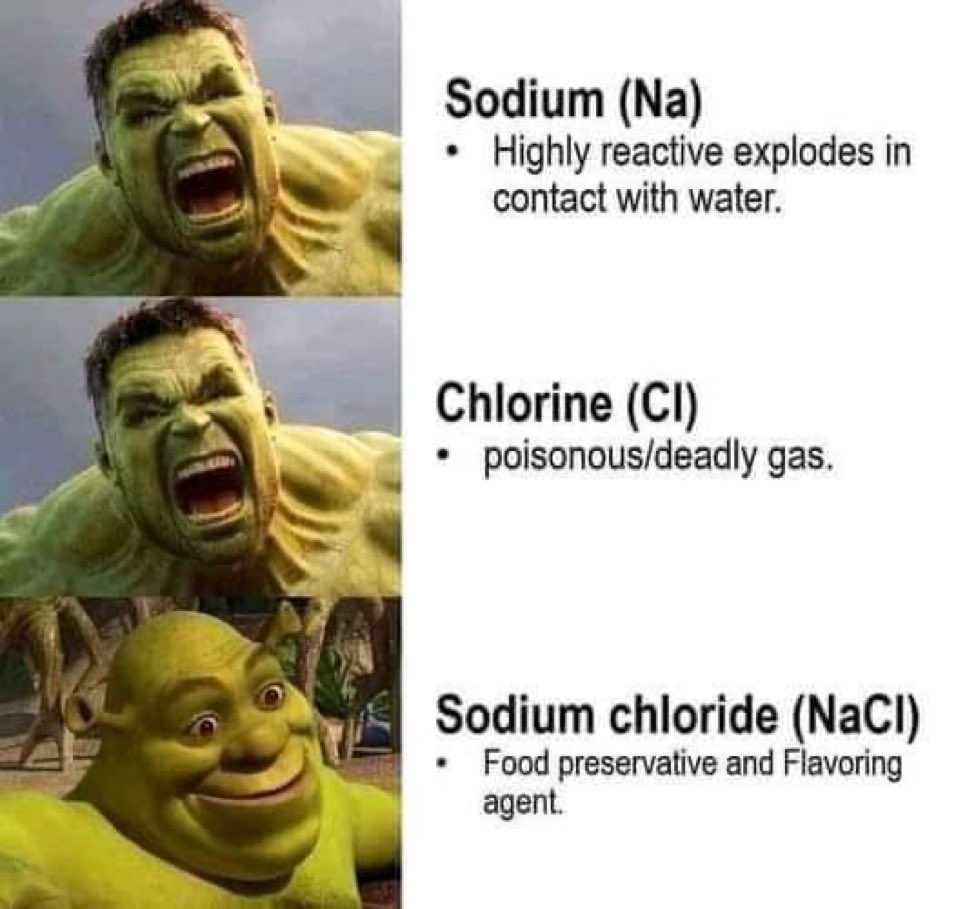 Sodium (Na)
• Highly reactive explodes in
contact with water.
Chlorine (Cl)
• poisonous/deadly gas.
Sodium chloride (NaCl)
• Food preservative and Flavoring
agent.